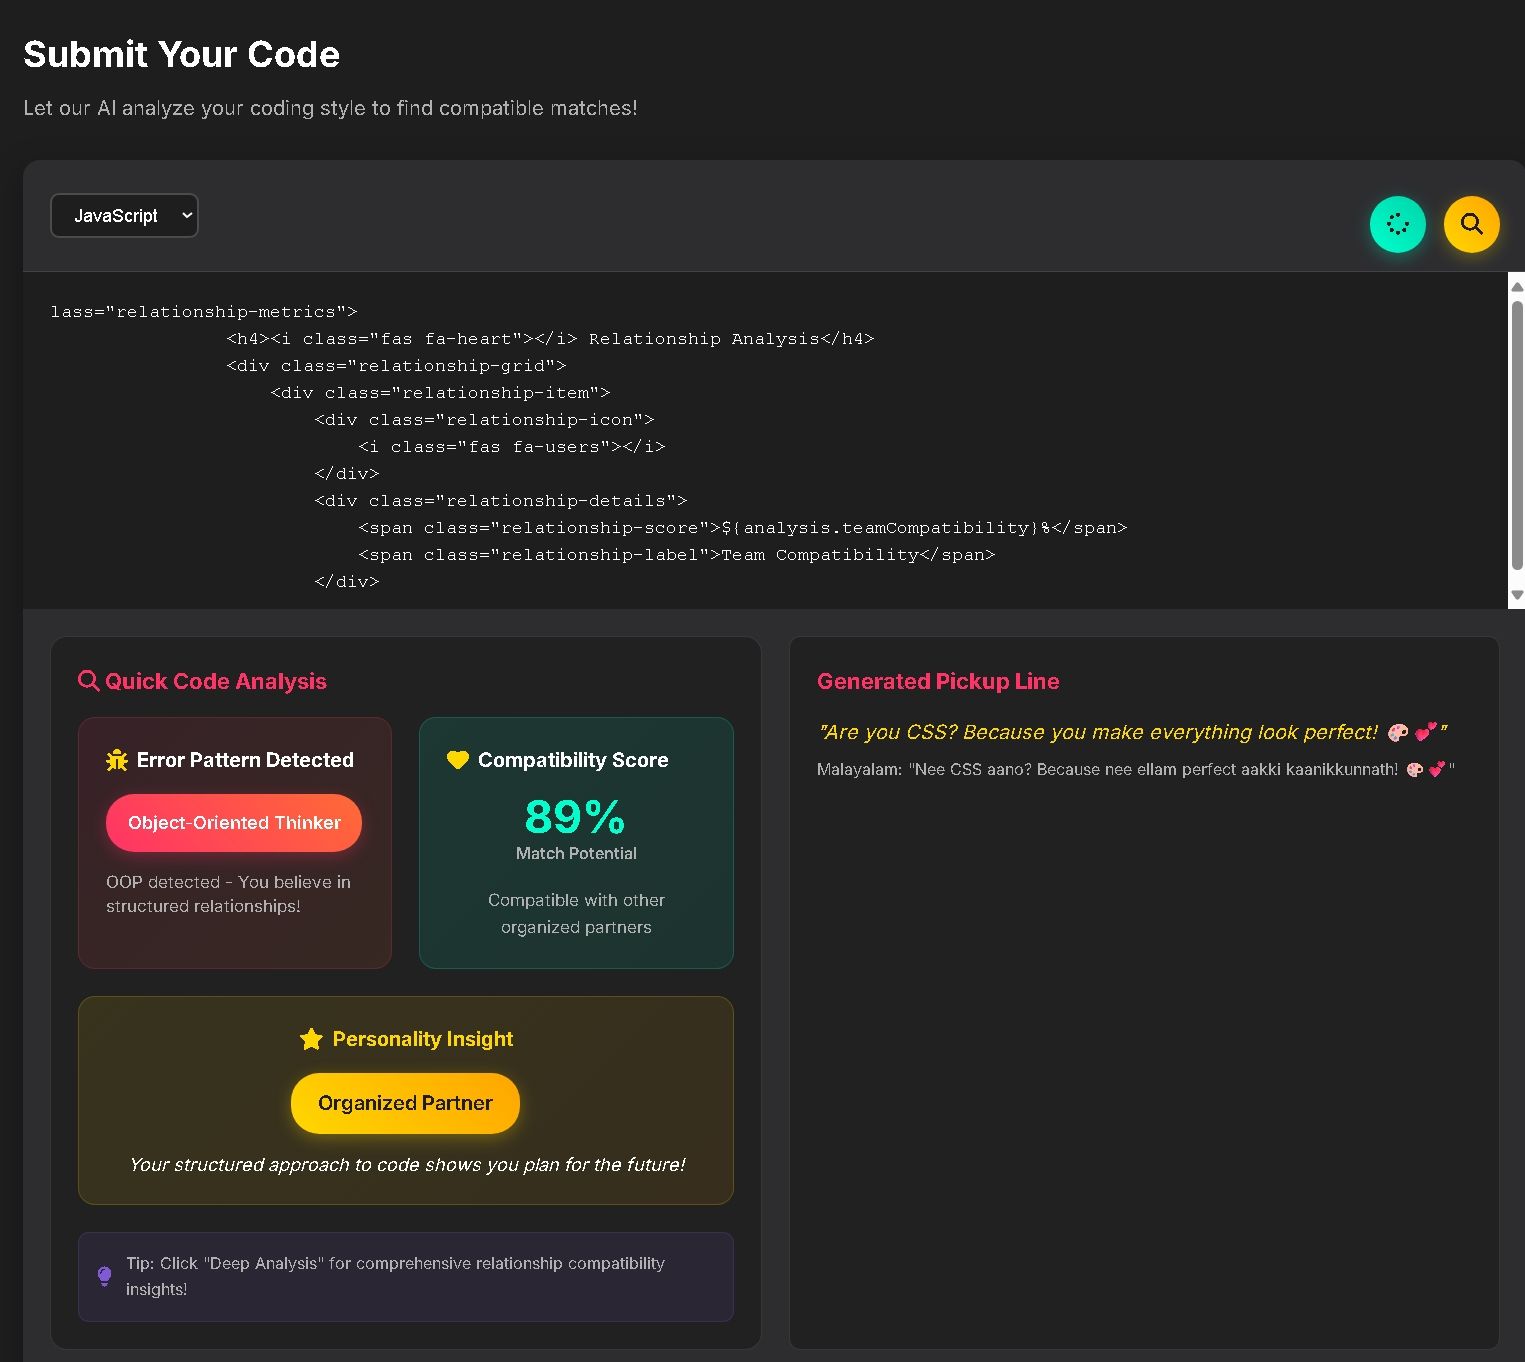 Submit Your Code
Let our AI analyze your coding style to find compatible matches!
JavaScript
lass="relationship-metrics">
<h4><i class="fas fa-heart"></i> Relationship Analysis</h4>
<div class="relationship-grid">
<div class="relationship-item">
<div class="relationship-icon">
<i class="fas fa-users"></i>
</div>
<div class="relationship-details">
<span class="relationship-score">${analysis.teamCompatibility}%</span>
<span class="relationship-label">Team Compatibility</span>
</div>
Quick Code Analysis
Error Pattern Detected
Object-Oriented Thinker
OOP detected - You believe in
structured relationships!
Compatibility Score
89%
Match Potential
Compatible with other
organized partners
Personality Insight
Organized Partner
Your structured approach to code shows you plan for the future!
Tip: Click "Deep Analysis" for comprehensive relationship compatibility
insights!
Generated Pickup Line
"Are you CSS? Because you make everything look perfect! 🎨 💕"
Malayalam: "Nee CSS aano? Because nee ellam perfect aakki kaanikkunnath! 🎨 💕"